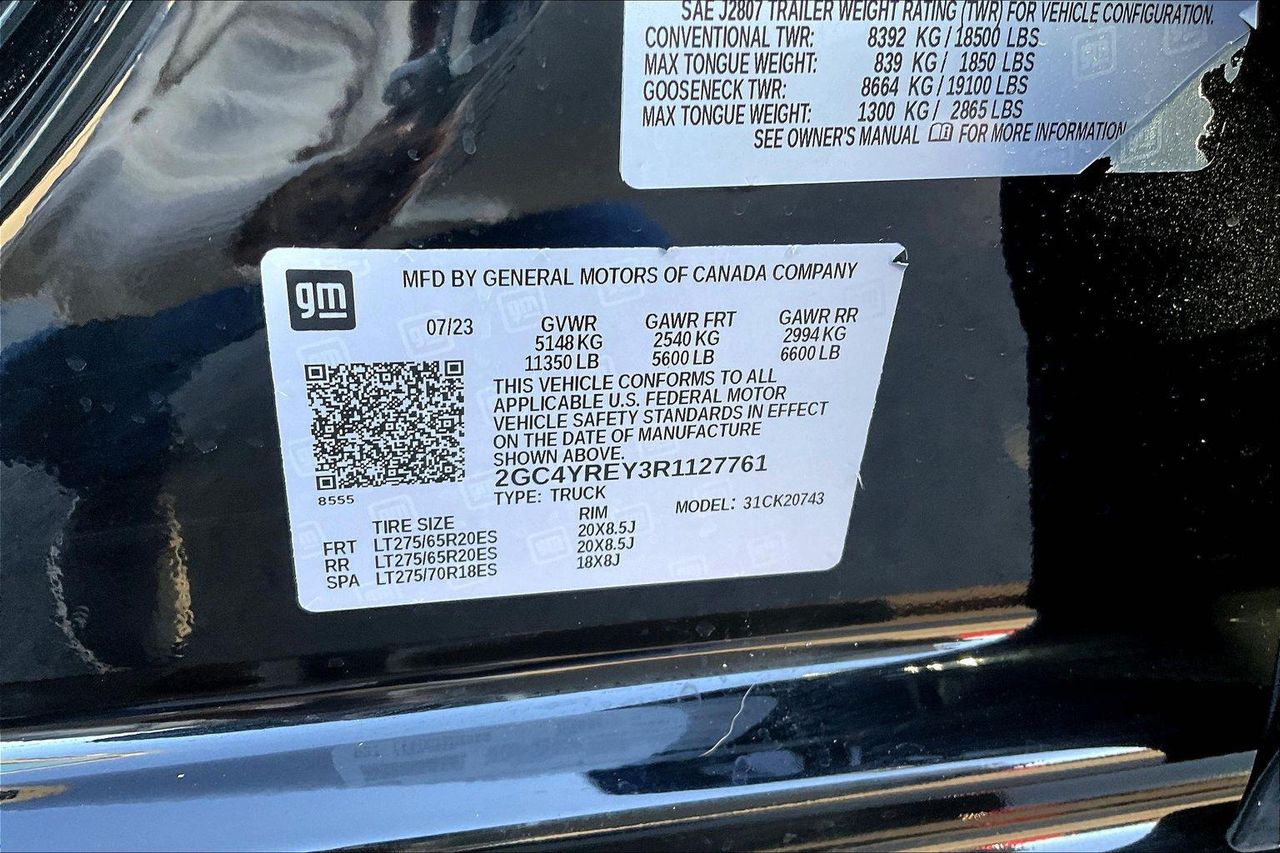 SAE J2807 TRAILER WEIGHT RATING (TWR) FOR VEHICLE CONFIGURATION.
CONVENTIONAL TWR: 8392 KG / 18500 LBS
MAX TONGUE WEIGHT: 839 KG / 1850 LBS
GOOSENECK TWR: 8664 KG / 19100 LBS
MAX TONGUE WEIGHT: 1300 KG / 2865 LBS
SEE OWNER'S MANUAL FOR MORE INFORMATION
gm
MFD BY GENERAL MOTORS OF CANADA COMPANY
07/23 GVWR GAWR FRT GAWR RR
5148 KG 2540 KG 2994 KG
11350 LB 5600 LB 6600 LB
THIS VEHICLE CONFORMS TO ALL
APPLICABLE U.S. FEDERAL MOTOR
VEHICLE SAFETY STANDARDS IN EFFECT
ON THE DATE OF MANUFACTURE
SHOWN ABOVE.
2GC4YREY3R1127761
8555
TYPE: TRUCK MODEL: 31CK20743
TIRE SIZE RIM
FRT LT275/65R20ES 20X8.5J
RR LT275/65R20ES 20X8.5J
SPA LT275/70R18ES 18X8J